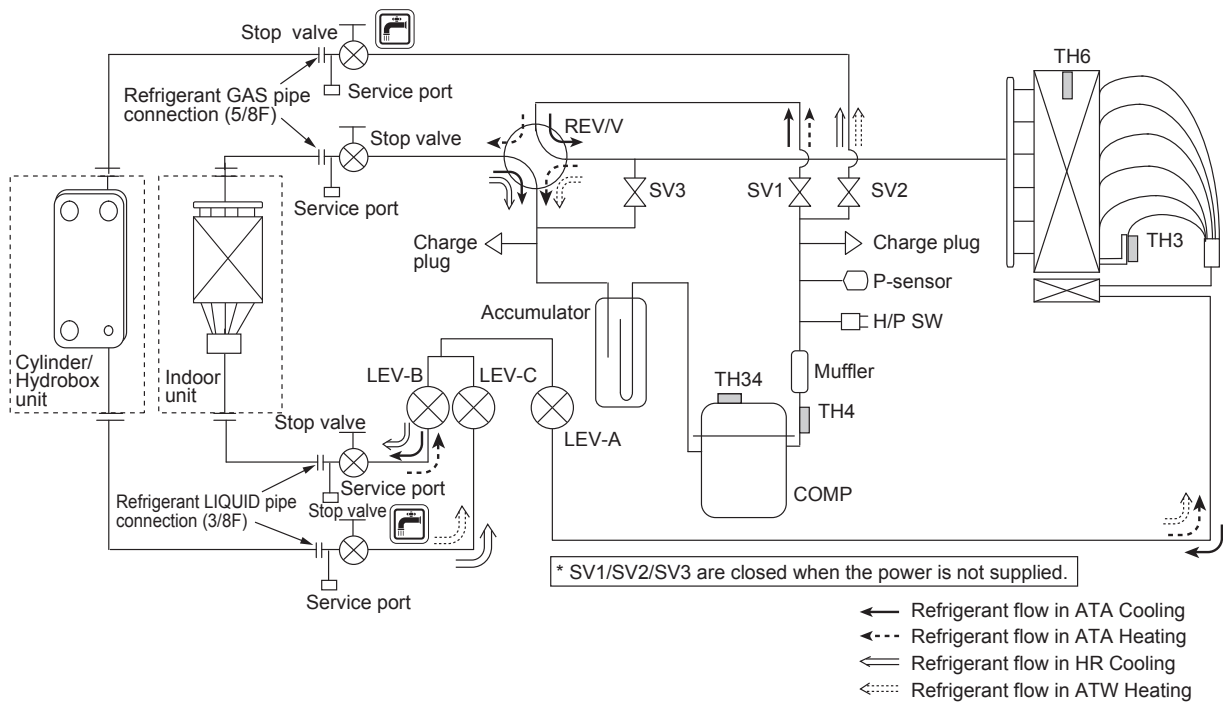 Stop valve
Service port
Refrigerant GAS pipe
connection (5/8F)
Stop valve
Service port
REV/V
SV3
SV1
SV2
TH6
TH3
Charge
plug
Charge plug
P-sensor
H/P SW
Accumulator
Muffler
TH34
TH4
COMP
Cylinder/
Hydrobox
unit
Indoor
unit
LEV-B
LEV-C
LEV-A
Stop valve
Service port
Refrigerant LIQUID pipe
connection (3/8F)
Stop valve
Service port
* SV1/SV2/SV3 are closed when the power is not supplied.
Refrigerant flow in ATA Cooling
Refrigerant flow in ATA Heating
Refrigerant flow in HR Cooling
Refrigerant flow in ATW Heating